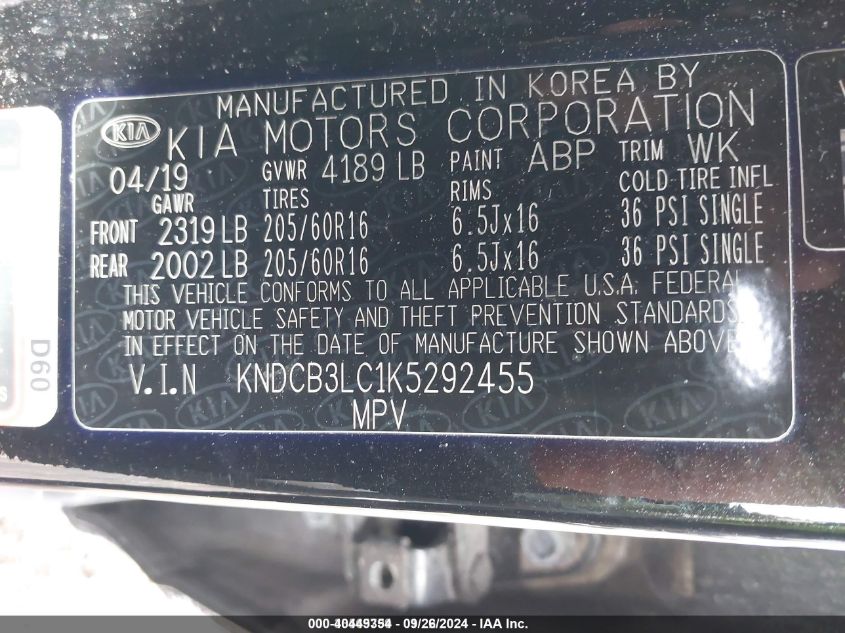 MANUFACTURED IN KOREA BY
KIA KIA MOTORS CORPORATION
04/19 GVWR 4189 LB PAINT ABP TRIM WK
GAWR TIRES RIMS COLD TIRE INFL
FRONT 2319 LB 205/60R16 6.5Jx16 36 PSI SINGLE
REAR 2002 LB 205/60R16 6.5Jx16 36 PSI SINGLE
THIS VEHICLE CONFORMS TO ALL APPLICABLE U.S.A. FEDERAL
MOTOR VEHICLE SAFETY AND THEFT PREVENTION STANDARDS
IN EFFECT ON THE DATE OF MANUFACTURE SHOWN ABOVE
V.I.N KNDCB3LC1K5292455
MPV
D60
09/26/2024 - IAA Inc.